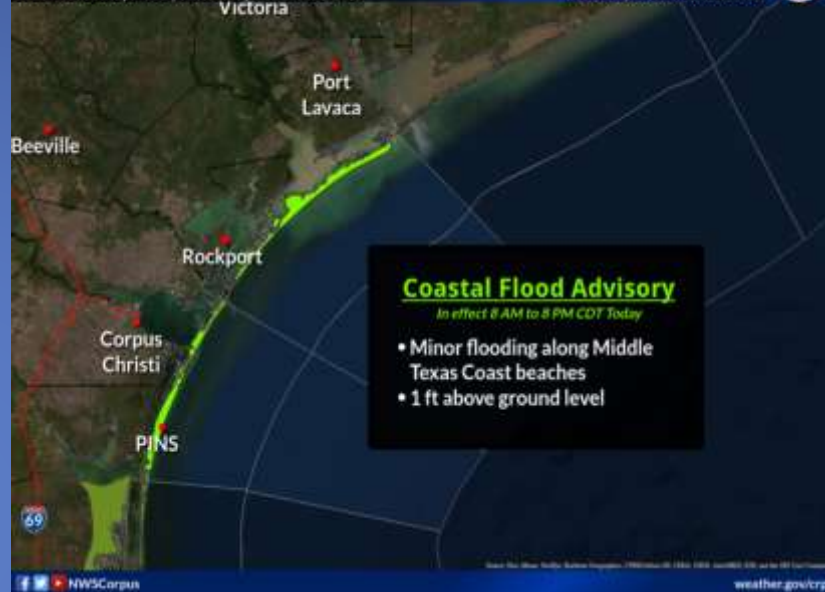 Victoria
Port
Lavaca
Beeville
Rockport
Coastal Flood Advisory
In effect 8 AM to 8 PM CDT Today
• Minor flooding along Middle
Texas Coast beaches
• 1 ft above ground level
Corpus
Christi
PINS
69
NWSCorpus
weather.gov/crp